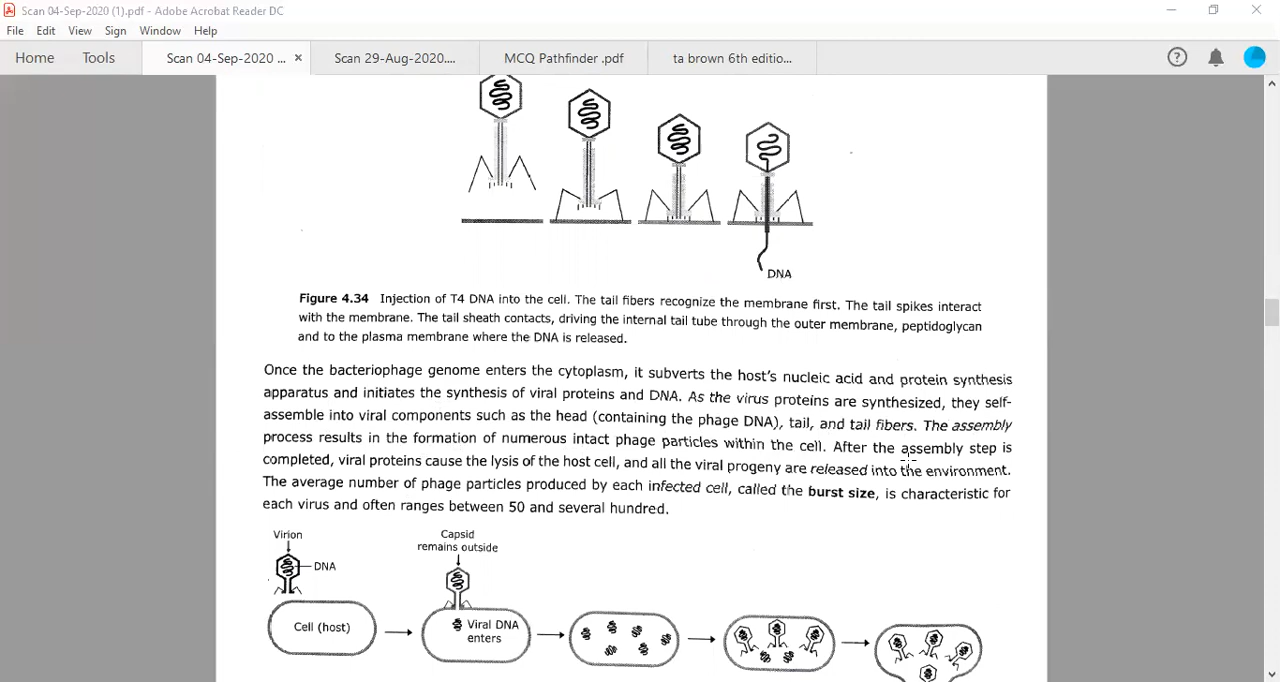 Scan 04-Sep-2020 (1).pdf - Adobe Acrobat Reader DC
File Edit View Sign Window Help
Home Tools Scan 04-Sep-2020 ... × Scan 29-Aug-2020.... MCQ Pathfinder .pdf ta brown 6th editio...
DNA
Figure 4.34 Injection of T4 DNA into the cell. The tail fibers recognize the membrane first. The tail spikes interact
with the membrane. The tail sheath contacts, driving the internal tail tube through the outer membrane, peptidoglycan
and to the plasma membrane where the DNA is released.
Once the bacteriophage genome enters the cytoplasm, it subverts the host's nucleic acid and protein synthesis
apparatus and initiates the synthesis of viral proteins and DNA. As the virus proteins are synthesized, they self-
assemble into viral components such as the head (containing the phage DNA), tail, and tail fibers. The assembly
process results in the formation of numerous intact phage particles within the cell. After the assembly step is
completed, viral proteins cause the lysis of the host cell, and all the viral progeny are released into the environment.
The average number of phage particles produced by each infected cell, called the burst size, is characteristic for
each virus and often ranges between 50 and several hundred.
Virion
DNA
Cell (host)
Capsid
remains outside
Viral DNA
enters